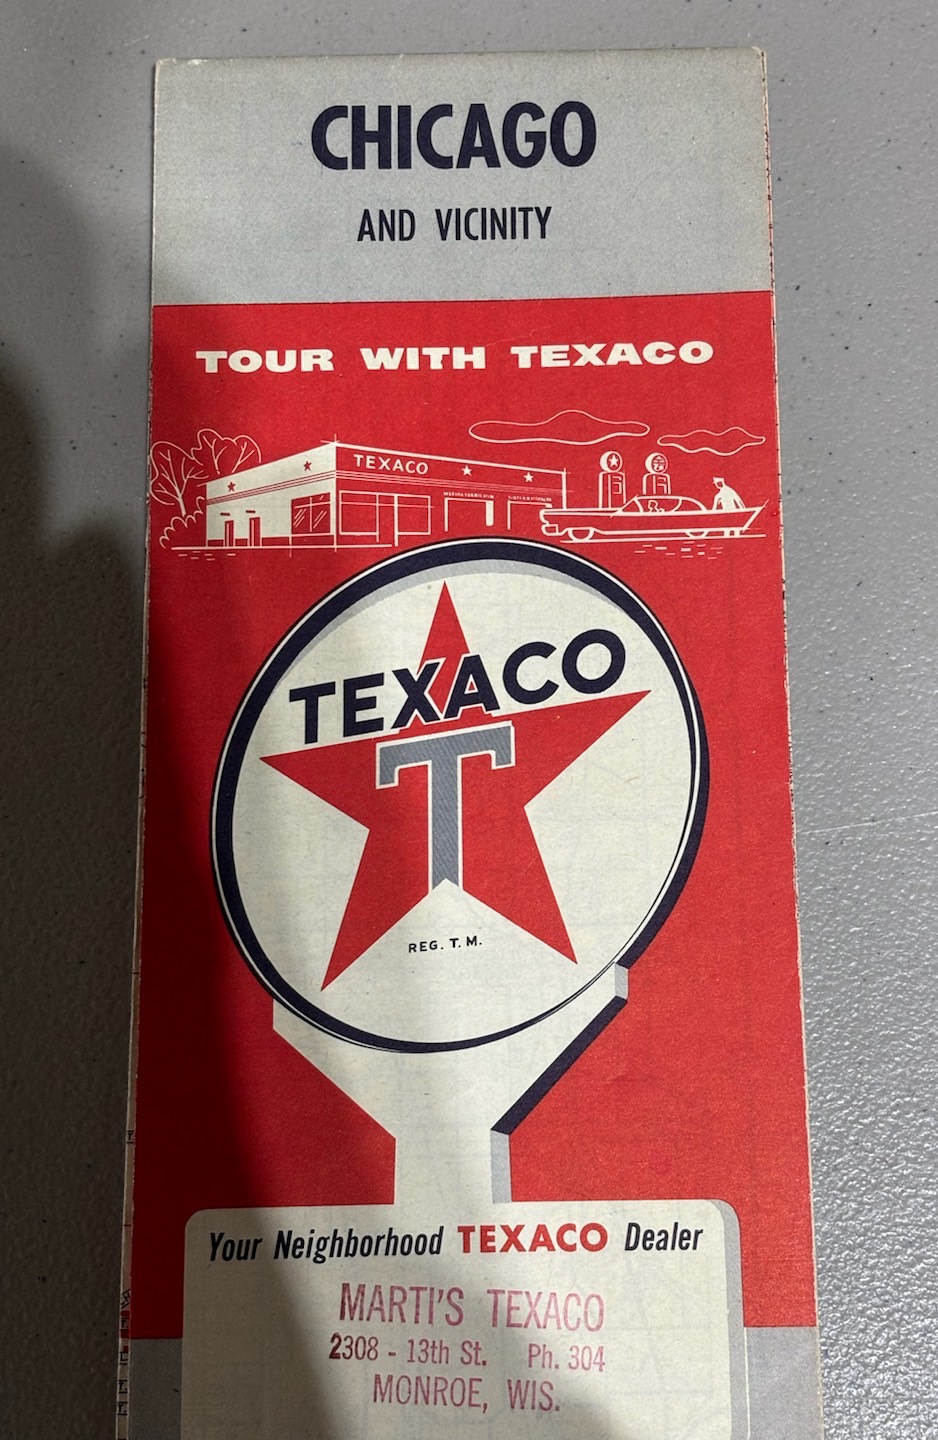 CHICAGO
AND VICINITY
TOUR WITH TEXACO
TEXACO
TEXACO
T
REG. T. M.
Your Neighborhood TEXACO Dealer
MARTI'S TEXACO
2308 - 13th St. Ph. 304
MONROE, WIS.